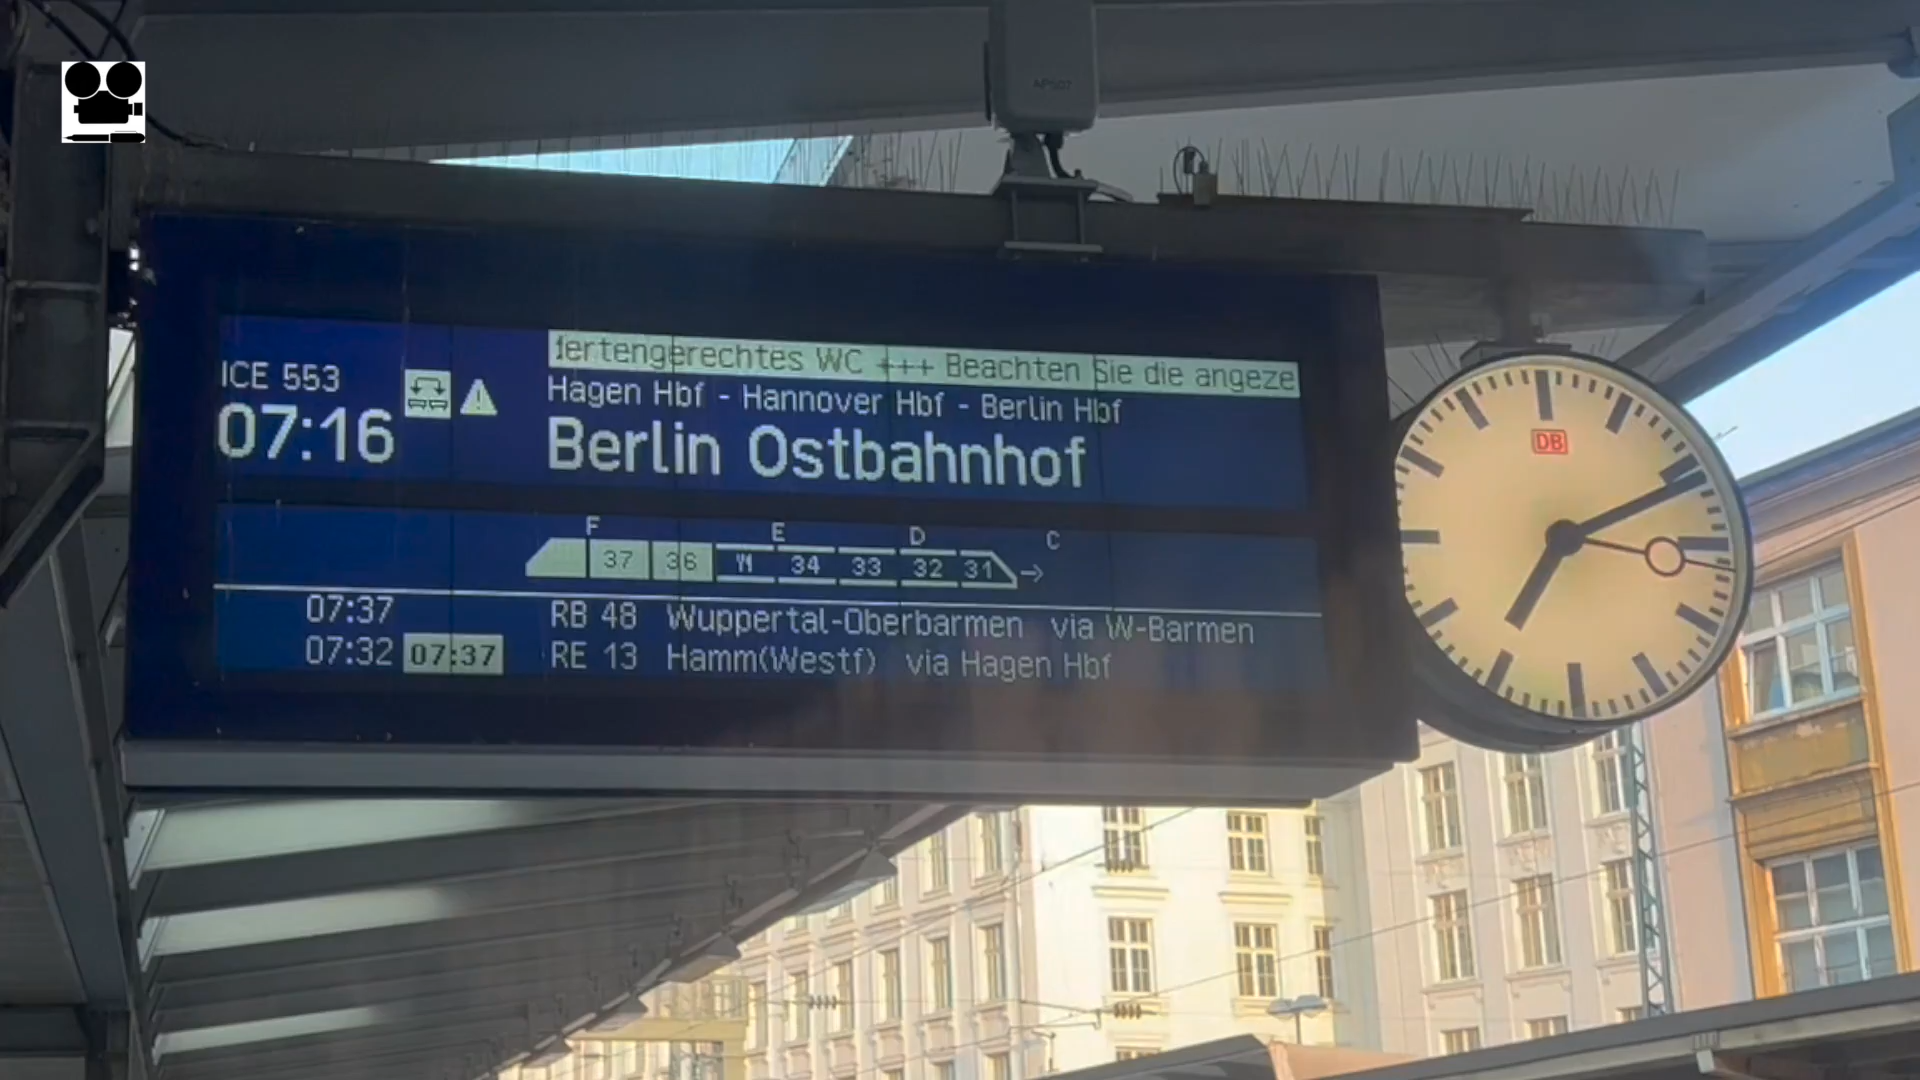 fertengerechtes WC +++ Beachten Sie die angeze
ICE 553
Hagen Hbf - Hannover Hbf - Berlin Hbf
07:16
Berlin Ostbahnhof
F E D C
37 36 34 33 32 31
07:37 RB 48 Wuppertal-Oberbarmen via W-Barmen
07:32 07:37 RE 13 Hamm(Westf) via Hagen Hbf
DB